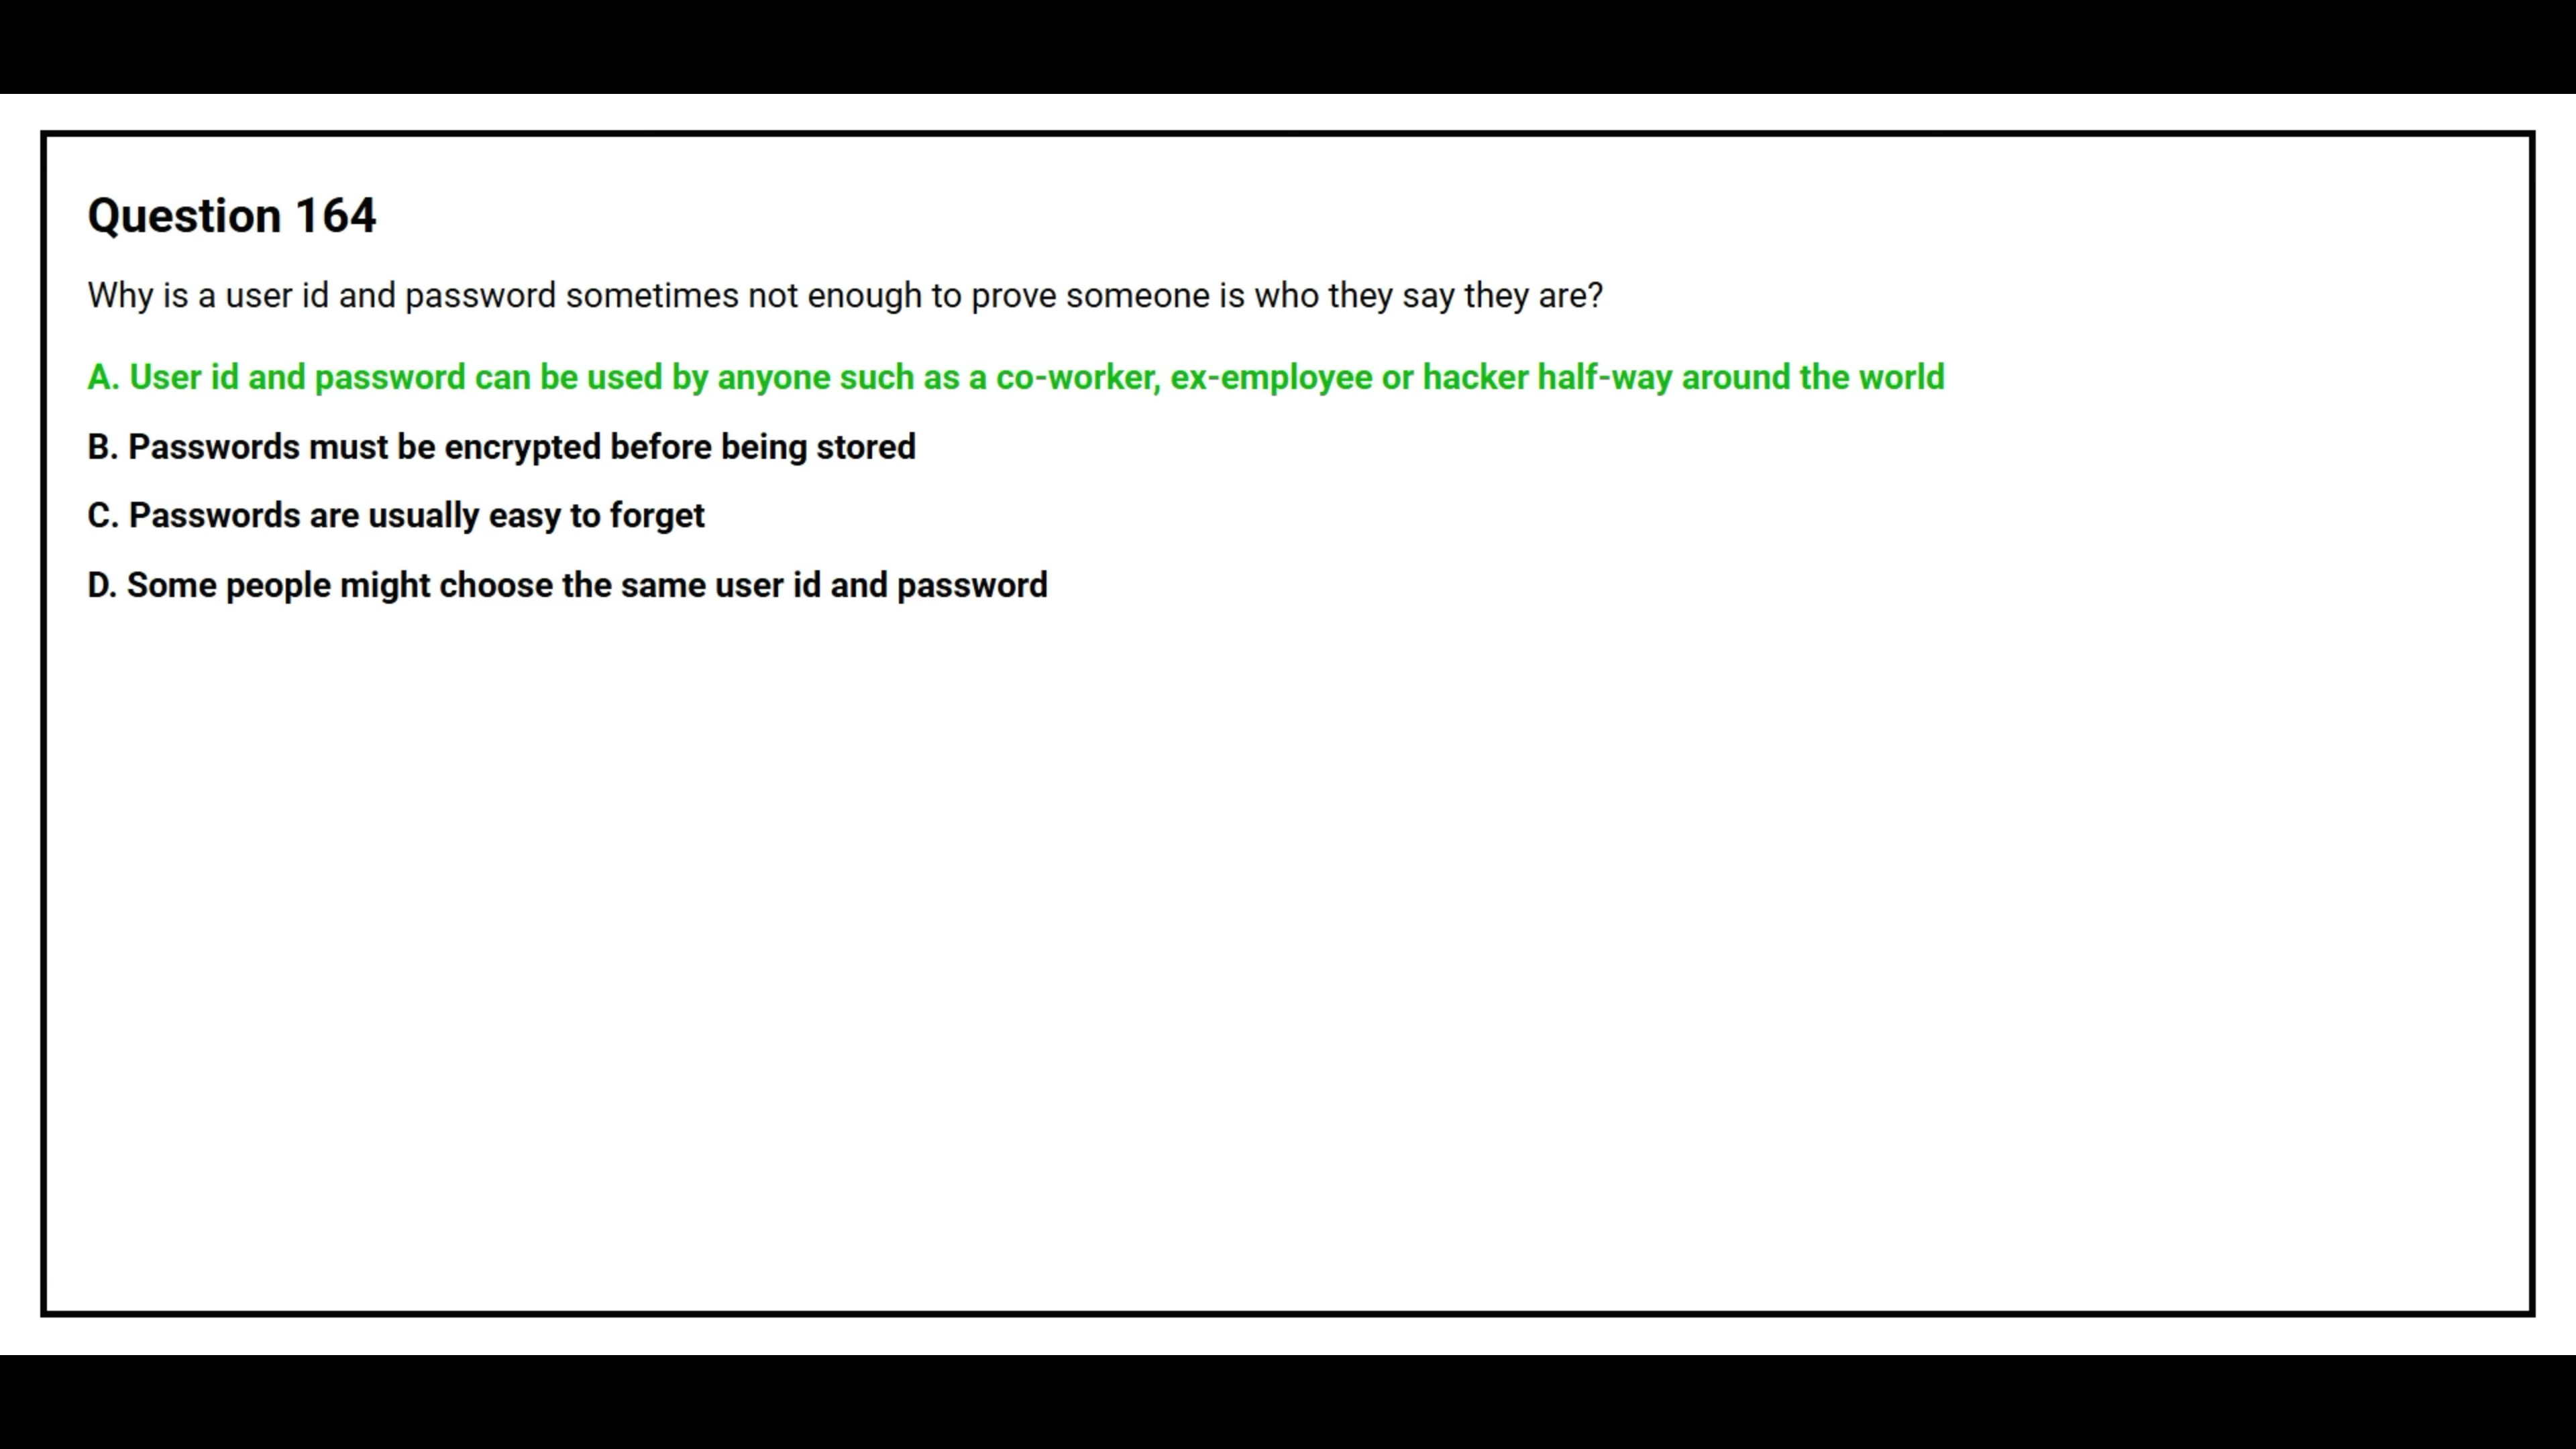 Question 164
Why is a user id and password sometimes not enough to prove someone is who they say they are?
A. User id and password can be used by anyone such as a co-worker, ex-employee or hacker half-way around the world
B. Passwords must be encrypted before being stored
C. Passwords are usually easy to forget
D. Some people might choose the same user id and password